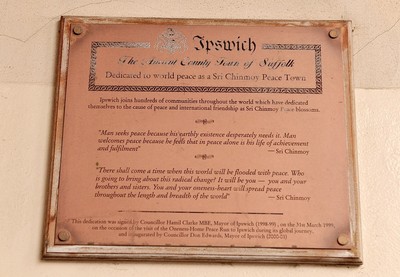 Ipswich
The Ancient County Town of Suffolk
Dedicated to world peace as a Sri Chinmoy Peace Town
Ipswich joins hundreds of communities throughout the world which have dedicated
themselves to the cause of peace and international friendship as Sri Chinmoy Peace blossoms.
"Man seeks peace because his earthly existence desperately needs it. Man
welcomes peace because he feels that in peace alone is his life of achievement
and fulfilment"
— Sri Chinmoy
"There shall come a time when this world will be flooded with peace. Who
is going to bring about this radical change? It will be you — you and your
brothers and sisters. You and your oneness-heart will spread peace
throughout the length and breadth of the world"
— Sri Chinmoy
This dedication was signed by Councillor Hamil Clarke MBE, Mayor of Ipswich (1998-99), on the 31st March 1999,
on the occasion of the visit of the Oneness-Home Peace Run to Ipswich during its global journey,
and inaugurated by Councillor Don Edwards, Mayor of Ipswich (2000-01)